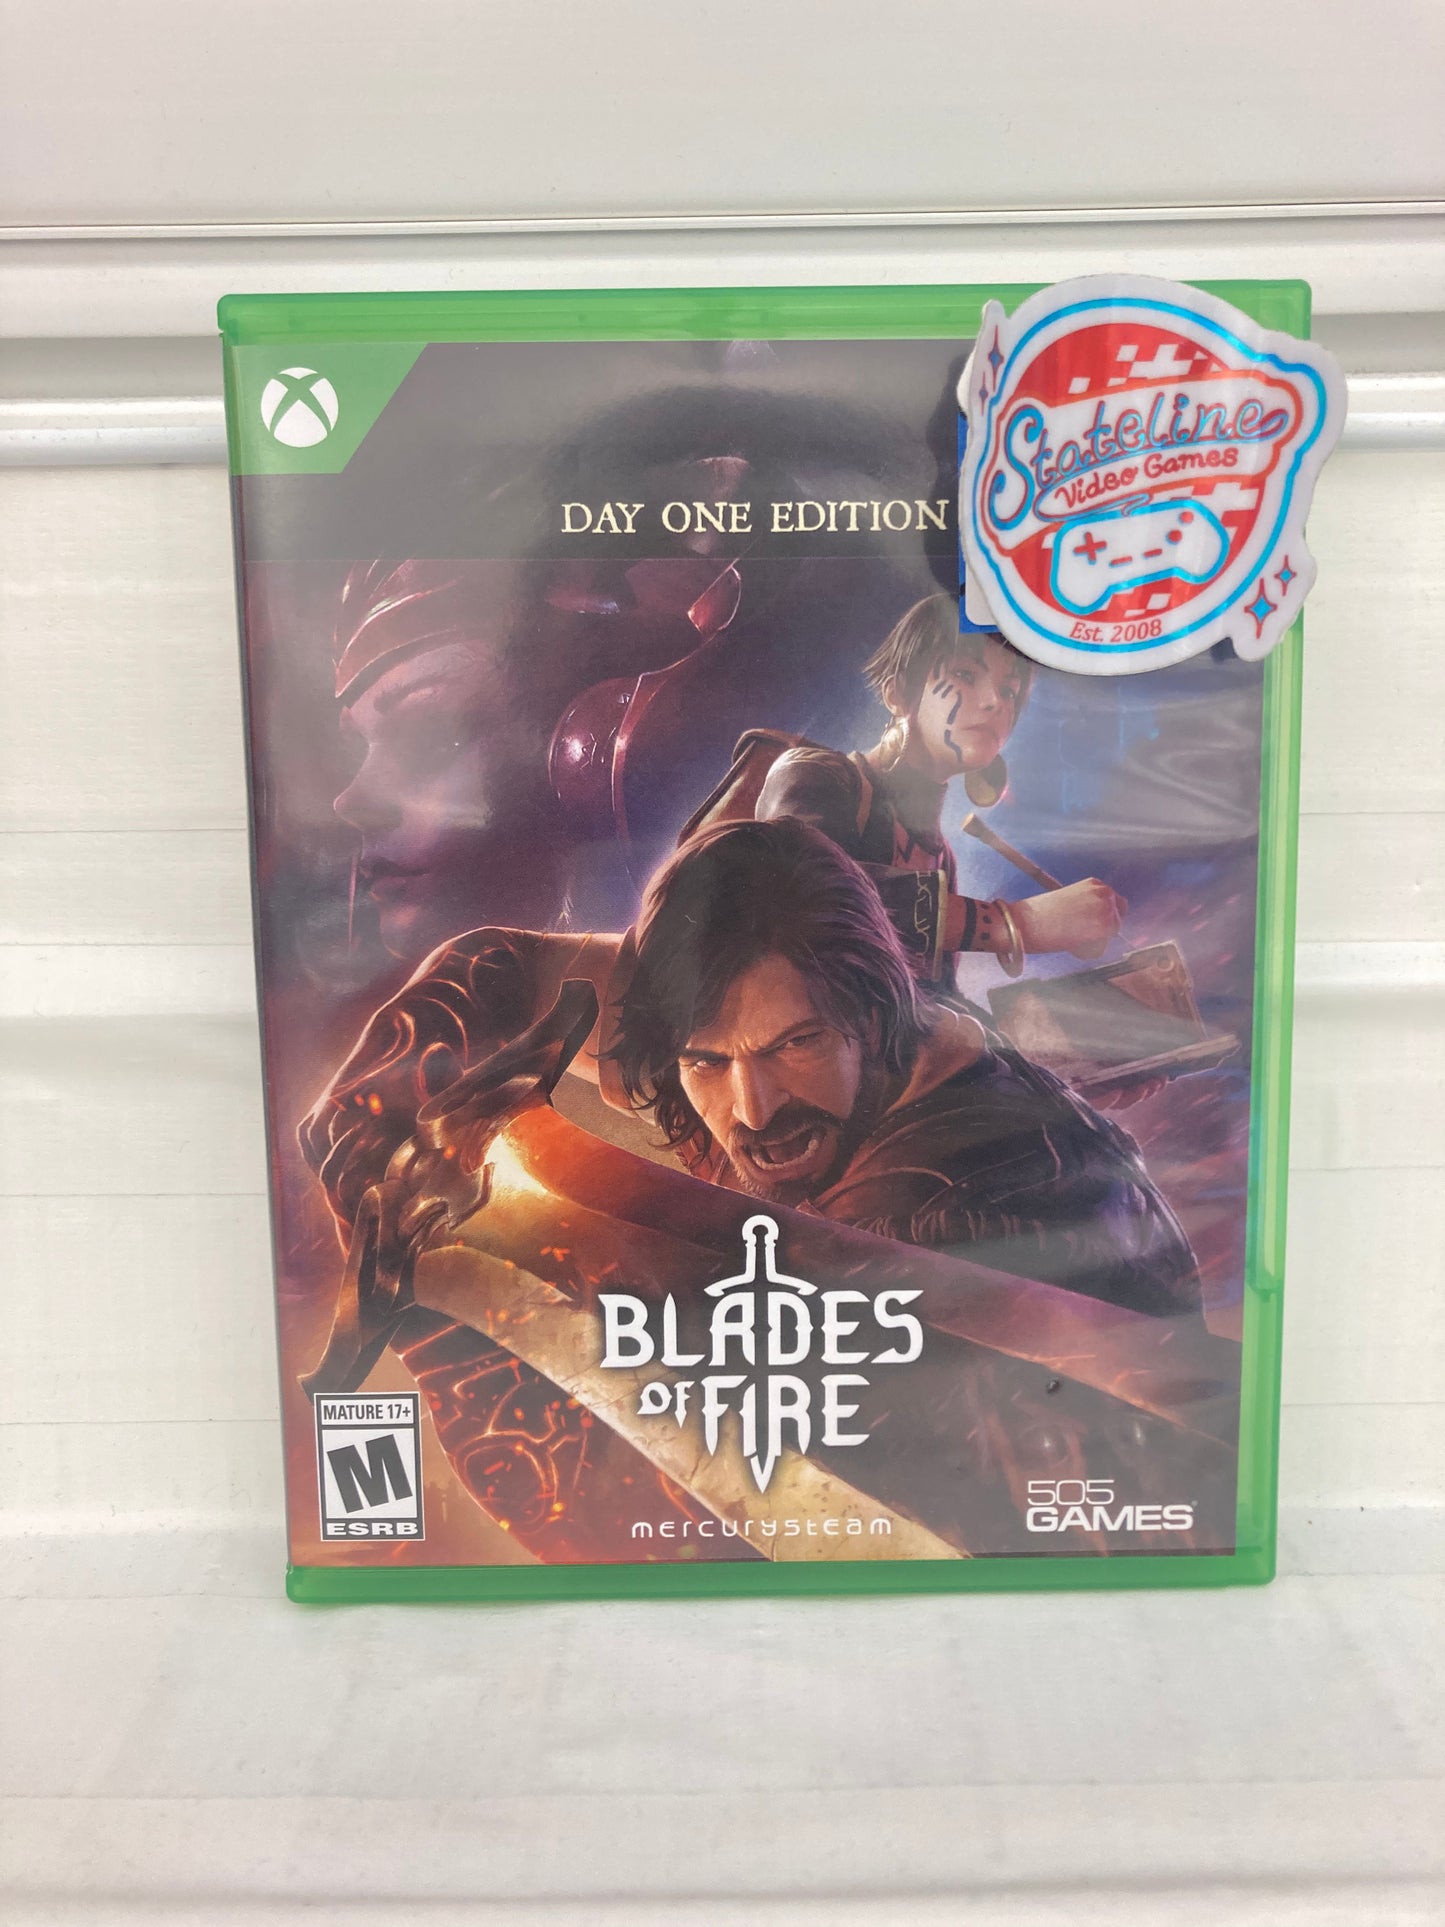 DAY ONE EDITION
Stateline
Video Games
Est. 2008
BLADES
OF FIRE
MATURE 17+
M
ESRB
mercurysteam
505
GAMES